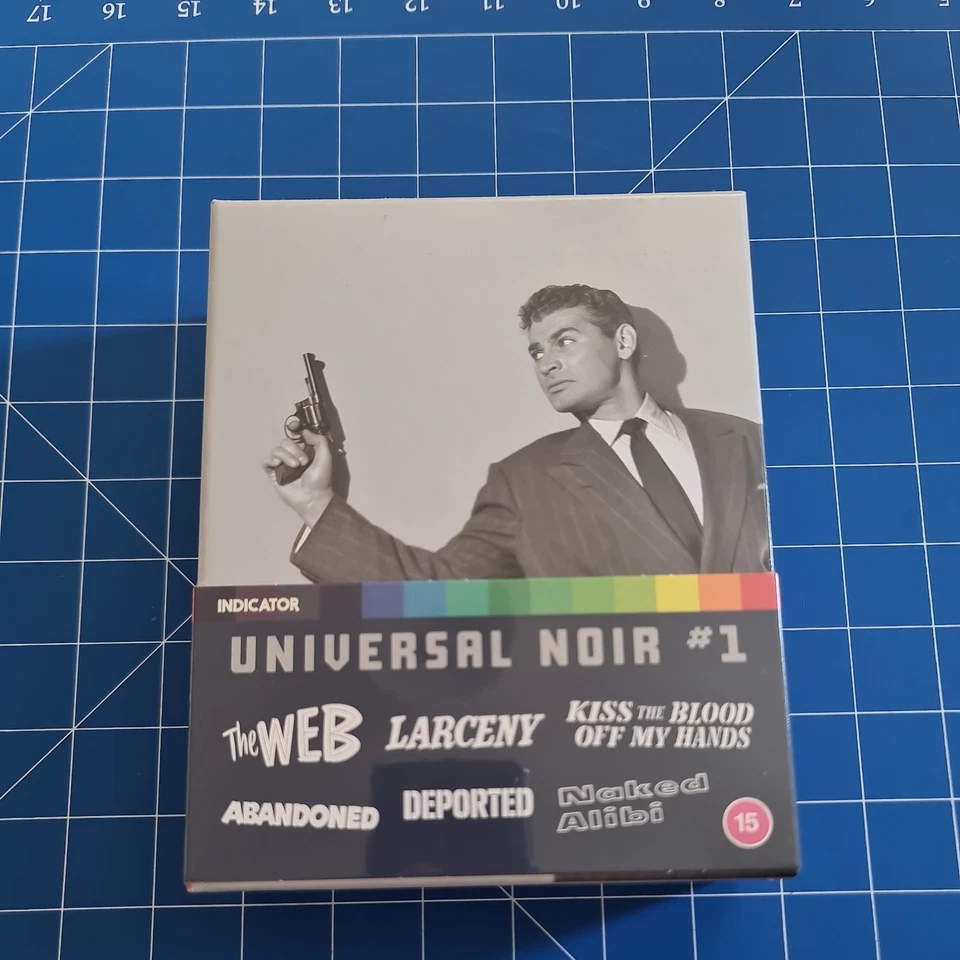 17 16 15 14 13 12 11 10 9 8 7 6 5
INDICATOR
UNIVERSAL NOIR #1
The WEB
LARCENY
KISS THE BLOOD
OFF MY HANDS
ABANDONED
DEPORTED
Naked
Alibi
15